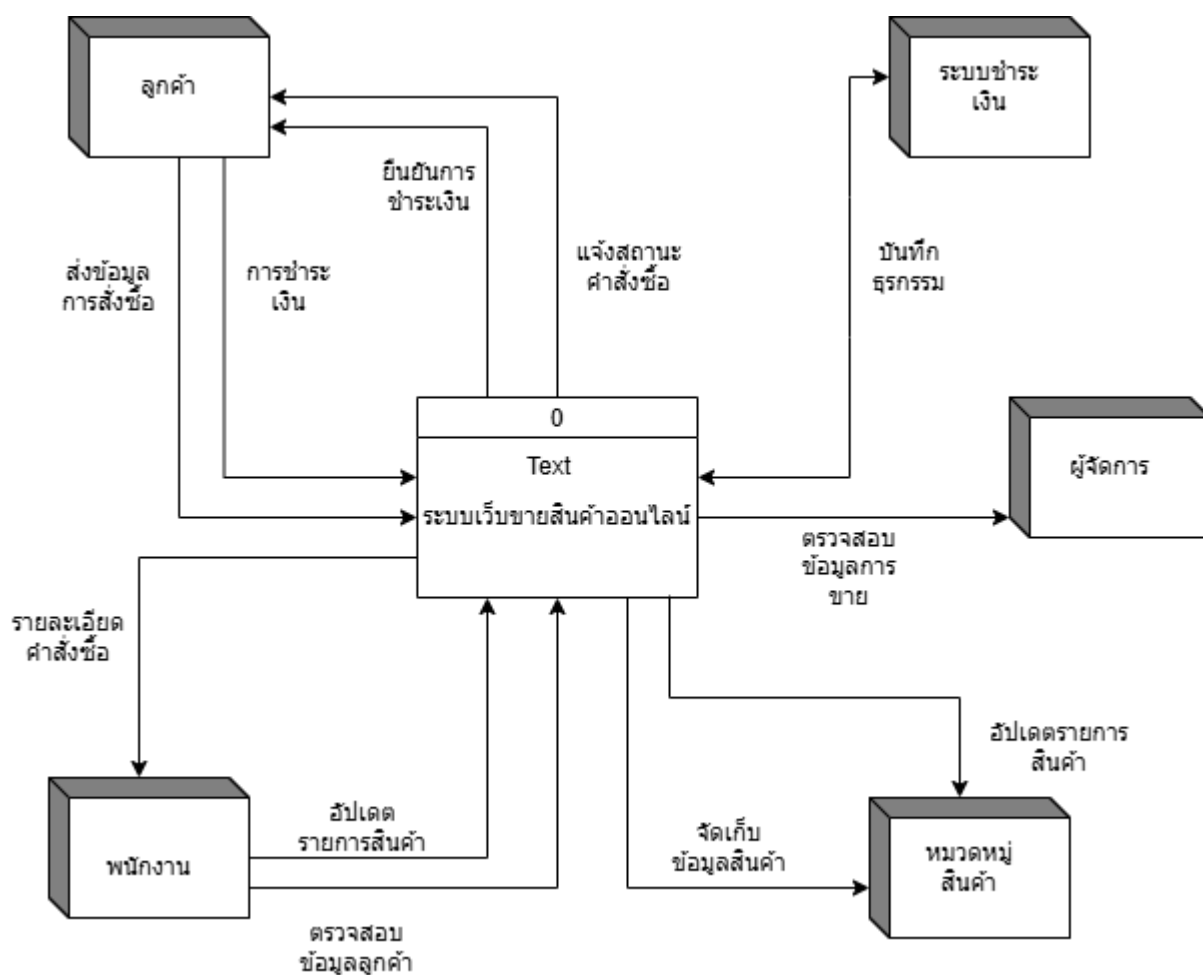 ลูกค้า
ระบบชำระ
เงิน
ยืนยันการ
ชำระเงิน
แจ้งสถานะ
คำสั่งซื้อ
บันทึก
ธุรกรรม
ส่งข้อมูล
การสั่งซื้อ
การชำระ
เงิน
0
Text
ระบบเว็บขายสินค้าออนไลน์
ผู้จัดการ
ตรวจสอบ
ข้อมูลการ
ขาย
รายละเอียด
คำสั่งซื้อ
อัปเดตรายการ
สินค้า
พนักงาน
อัปเดต
รายการสินค้า
จัดเก็บ
ข้อมูลสินค้า
หมวดหมู่
สินค้า
ตรวจสอบ
ข้อมูลลูกค้า